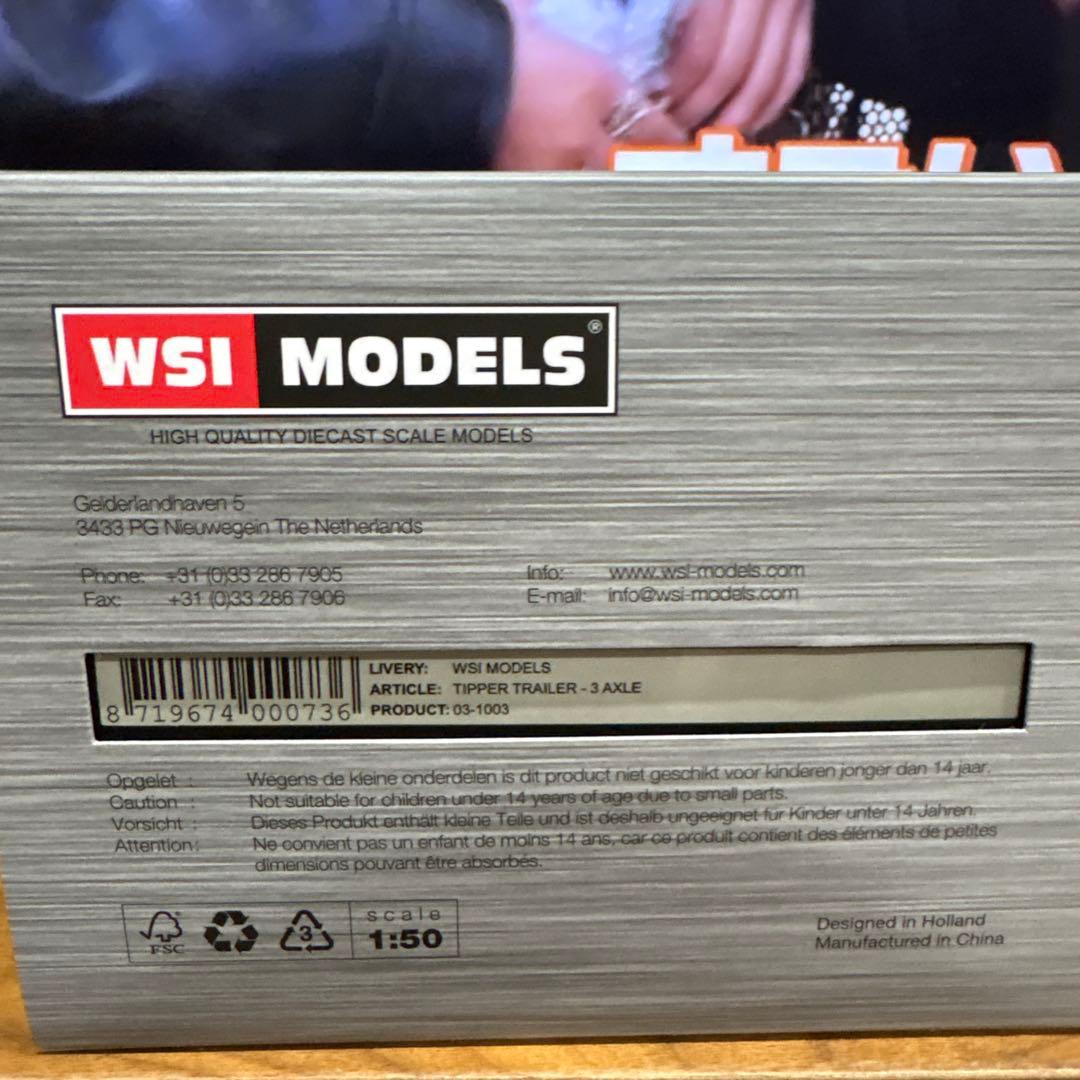 WSI MODELS®
HIGH QUALITY DIECAST SCALE MODELS
Gelderlandhaven 5
3433 PG Nieuwegein The Netherlands
Phone: +31 (0)33 286 7905
Fax: +31 (0)33 286 7906
Info: www.wsi-models.com
E-mail: info@wsi-models.com
8 719674 000736
LIVERY: WSI MODELS
ARTICLE: TIPPER TRAILER - 3 AXLE
PRODUCT: 03-1003
Opgelet : Wegens de kleine onderdelen is dit product niet geschikt voor kinderen jonger dan 14 jaar.
Caution : Not suitable for children under 14 years of age due to small parts.
Vorsicht : Dieses Produkt enthält kleine Teile und ist deshalb ungeeignet für Kinder unter 14 Jahren.
Attention: Ne convient pas un enfant de moins 14 ans, car ce produit contient des éléments de petites
dimensions pouvant être absorbés.
FSC
3
scale
1:50
Designed in Holland
Manufactured in China